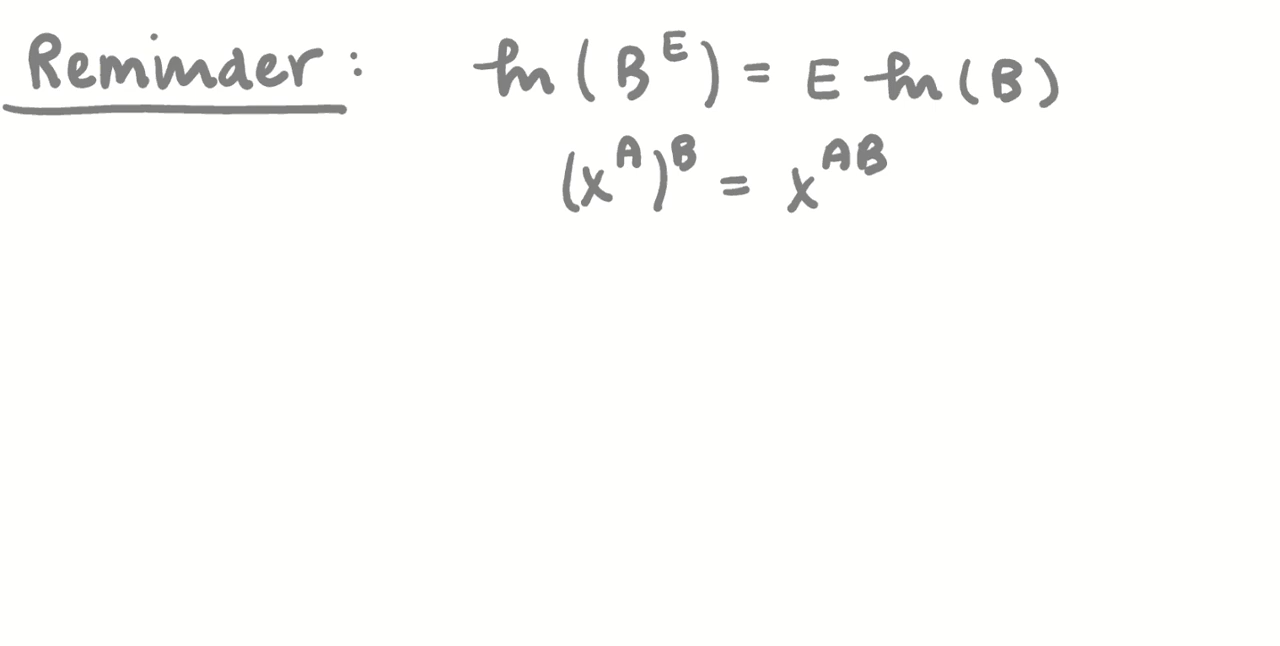 Reminder: ln(B^E) = E ln(B)
(x^A)^B = x^AB